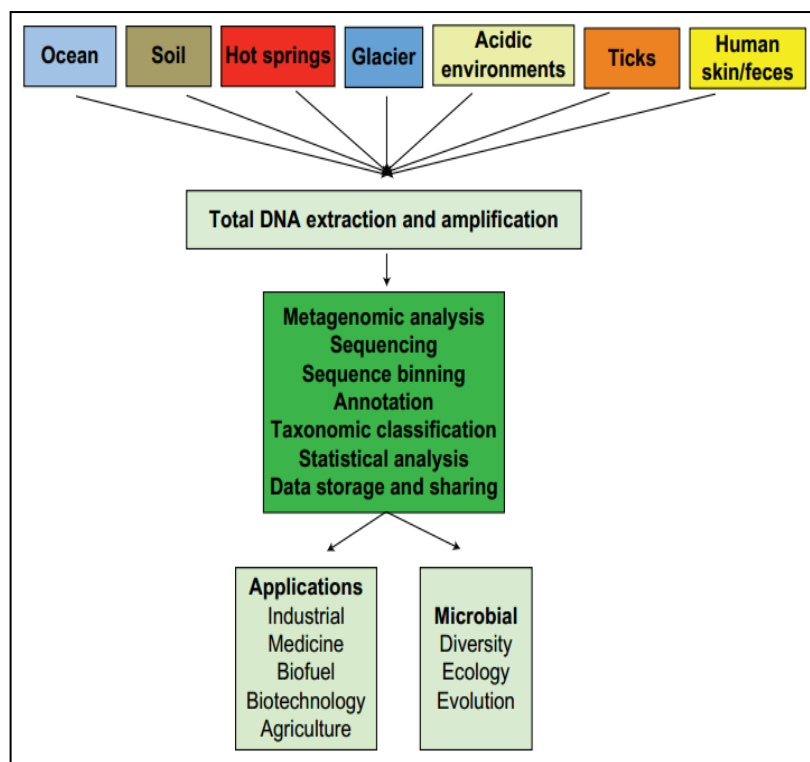 Ocean
Soil
Hot springs
Glacier
Acidic
environments
Ticks
Human
skin/feces
Total DNA extraction and amplification
Metagenomic analysis
Sequencing
Sequence binning
Annotation
Taxonomic classification
Statistical analysis
Data storage and sharing
Applications
Industrial
Medicine
Biofuel
Biotechnology
Agriculture
Microbial
Diversity
Ecology
Evolution